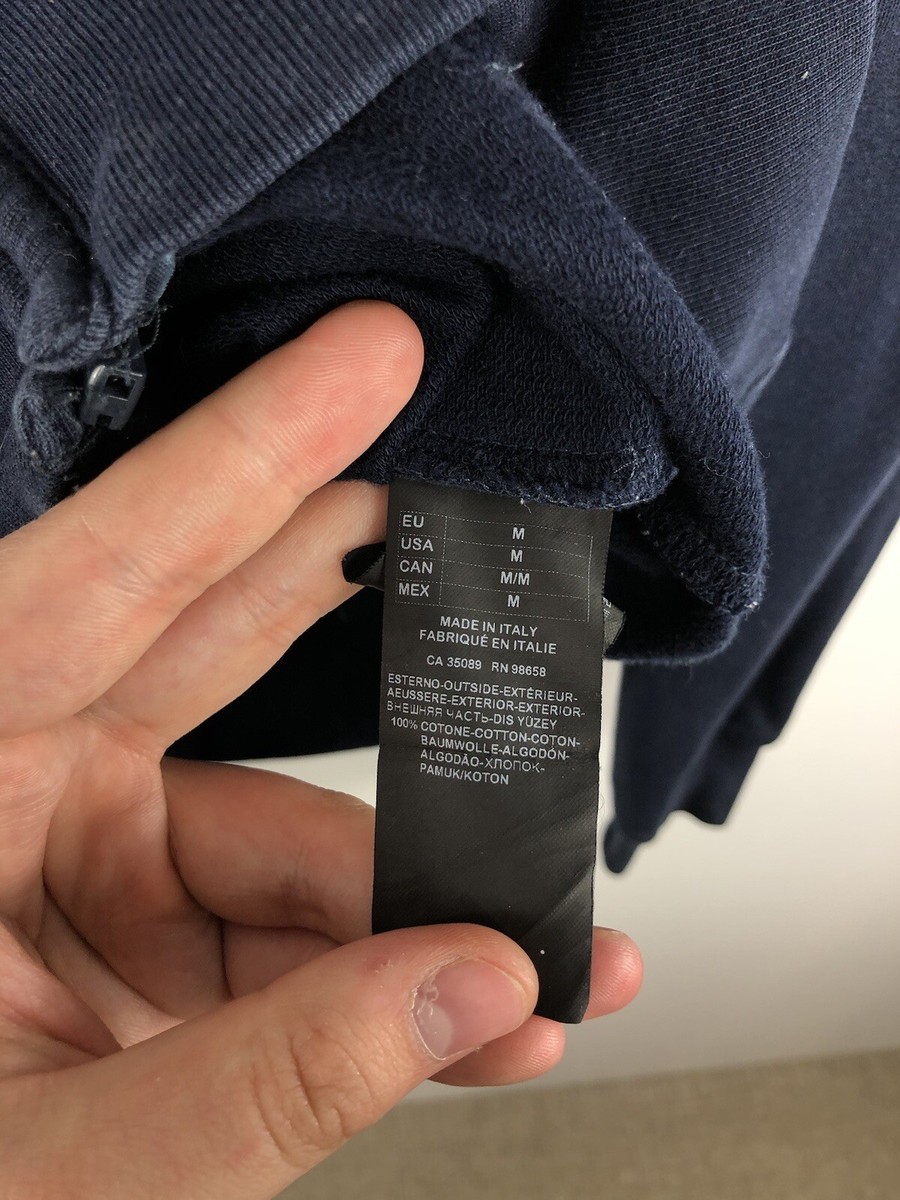 EU M
USA M
CAN M/M
MEX M
MADE IN ITALY
FABRIQUÉ EN ITALIE
CA 35089 RN 98658
ESTERNO-OUTSIDE-EXTÉRIEUR-
AEUSSERE-EXTERIOR-EXTERIOR-
ВНЕШНЯЯ ЧАСТЬ-DIS YÜZEY
100% COTONE-COTTON-COTON-
BAUMWOLLE-ALGODÓN-
ALGODÃO-ХЛОПОК-
PAMUK/KOTON